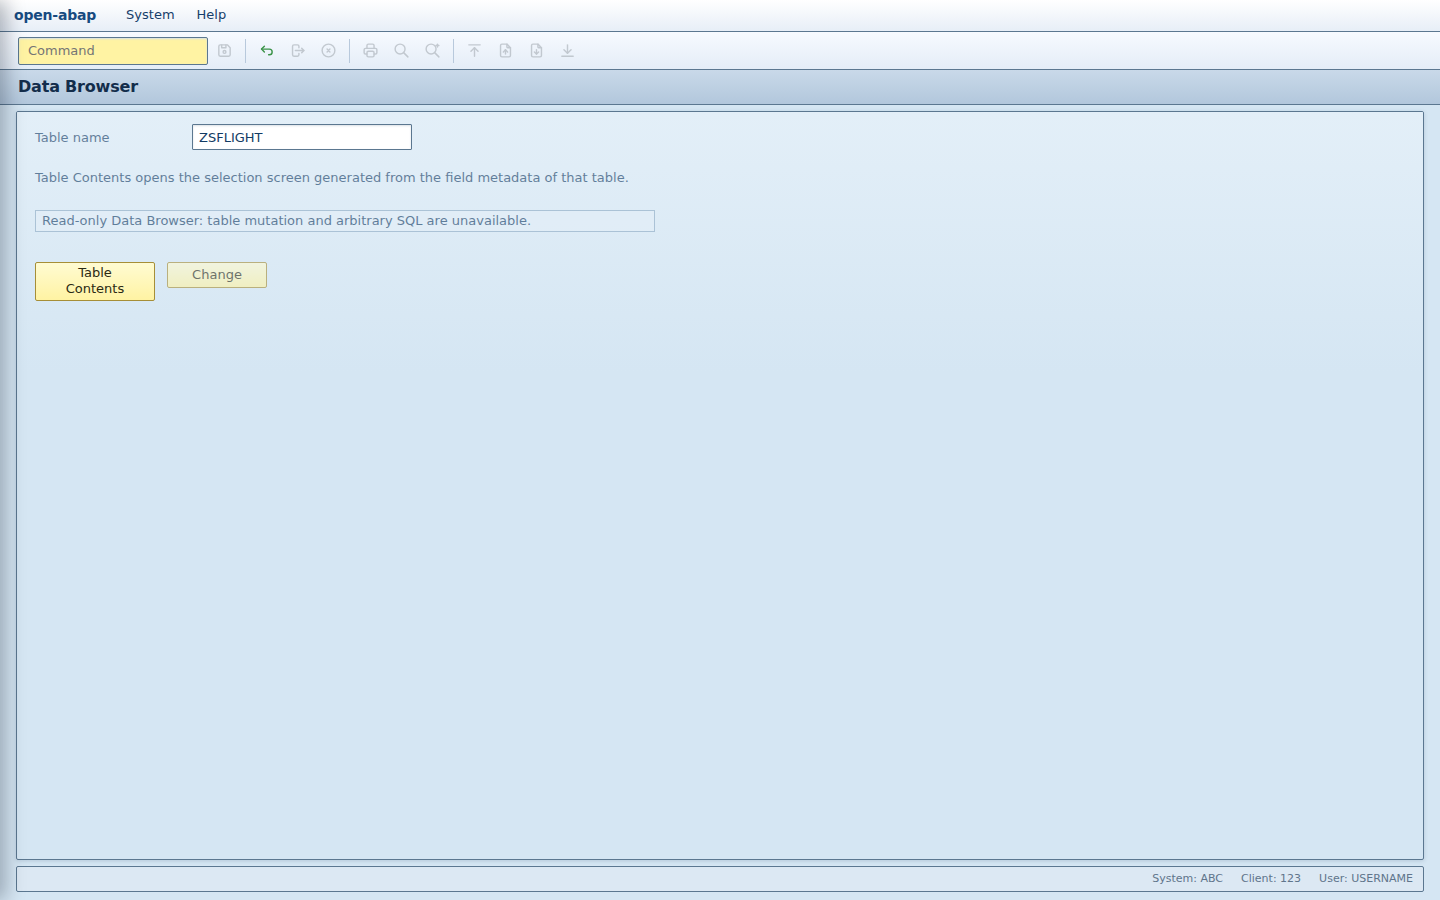 open-abap System Help
Command
Data Browser
Table name ZSFLIGHT
Table Contents opens the selection screen generated from the field metadata of that table.
Read-only Data Browser: table mutation and arbitrary SQL are unavailable.
Table
Contents
Change
System: ABC Client: 123 User: USERNAME